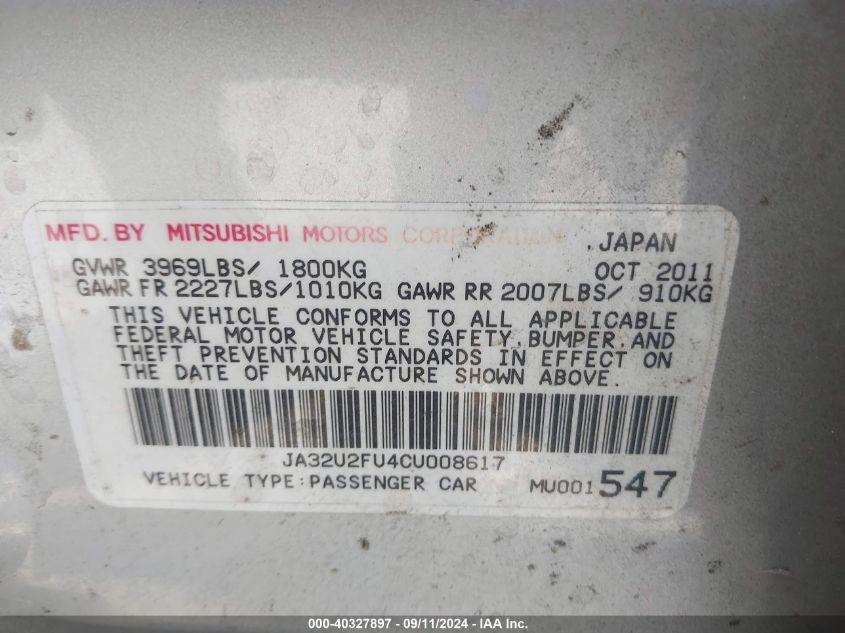 MFD. BY MITSUBISHI MOTORS CORPORATION .JAPAN
GVWR 3969LBS/ 1800KG OCT 2011
GAWR FR 2227LBS/1010KG GAWR RR 2007LBS/ 910KG
THIS VEHICLE CONFORMS TO ALL APPLICABLE
FEDERAL MOTOR VEHICLE SAFETY, BUMPER, AND
THEFT PREVENTION STANDARDS IN EFFECT ON
THE DATE OF MANUFACTURE SHOWN ABOVE.
JA32U2FU4CU008617
VEHICLE TYPE:PASSENGER CAR MU001547
000-40327897 - 09/11/2024 - IAA Inc.